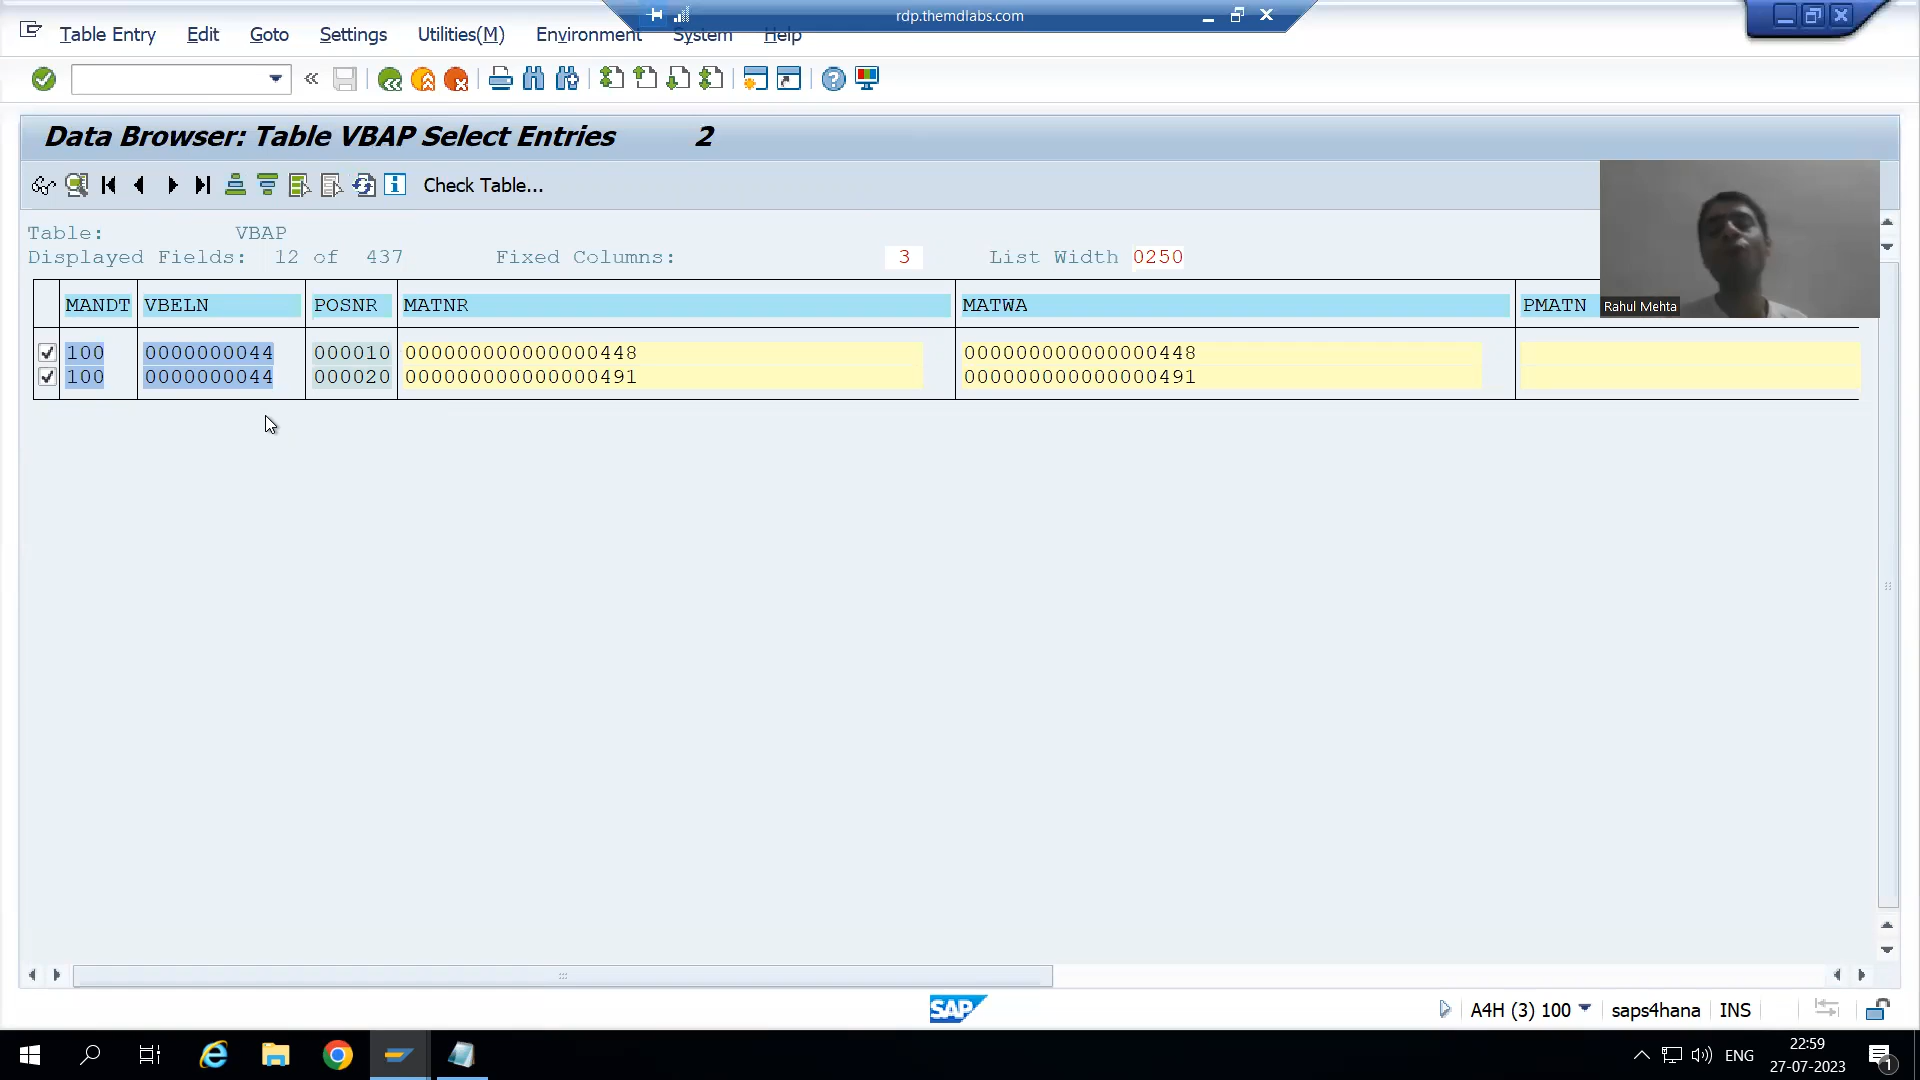 rdp.themdlabs.com
Table Entry Edit Goto Settings Utilities(M) Environment System Help
Data Browser: Table VBAP Select Entries 2
Check Table...
Table: VBAP
Displayed Fields: 12 of 437 Fixed Columns: 3 List Width 0250
MANDT VBELN POSNR MATNR MATWA PMATN
100 0000000044 000010 000000000000000448 000000000000000448
100 0000000044 000020 000000000000000491 000000000000000491
Rahul Mehta
SAP
A4H (3) 100 saps4hana INS
ENG
22:59
27-07-2023
1